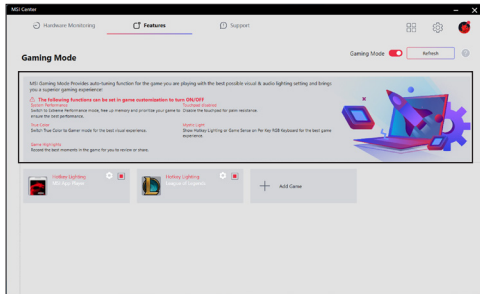 MSI Center
Hardware Monitoring
Features
Support
Gaming Mode
Gaming Mode
Refresh
MSI Gaming Mode Provides auto-tuning function for the game you are playing with the best possible visual & audio lighting setting and brings
you a superior gaming experience!
The following functions can be set in game customization to turn ON/OFF
System Performance
Switch to Extreme Performance mode, free up memory and prioritize your game to
ensure the best performance.
Touchpad disabled
Disable the touchpad for palm resistance.
True Color
Switch True Color to Gamer mode for the best visual experience.
Mystic Light
Show Hotkey Lighting or Game Sense on Per Key RGB Keyboard for the best game
experience.
Game Highlights
Record the best moments in the game for you to review or share.
Hotkey Lighting
MSI App Player
Hotkey Lighting
League of Legends
Add Game